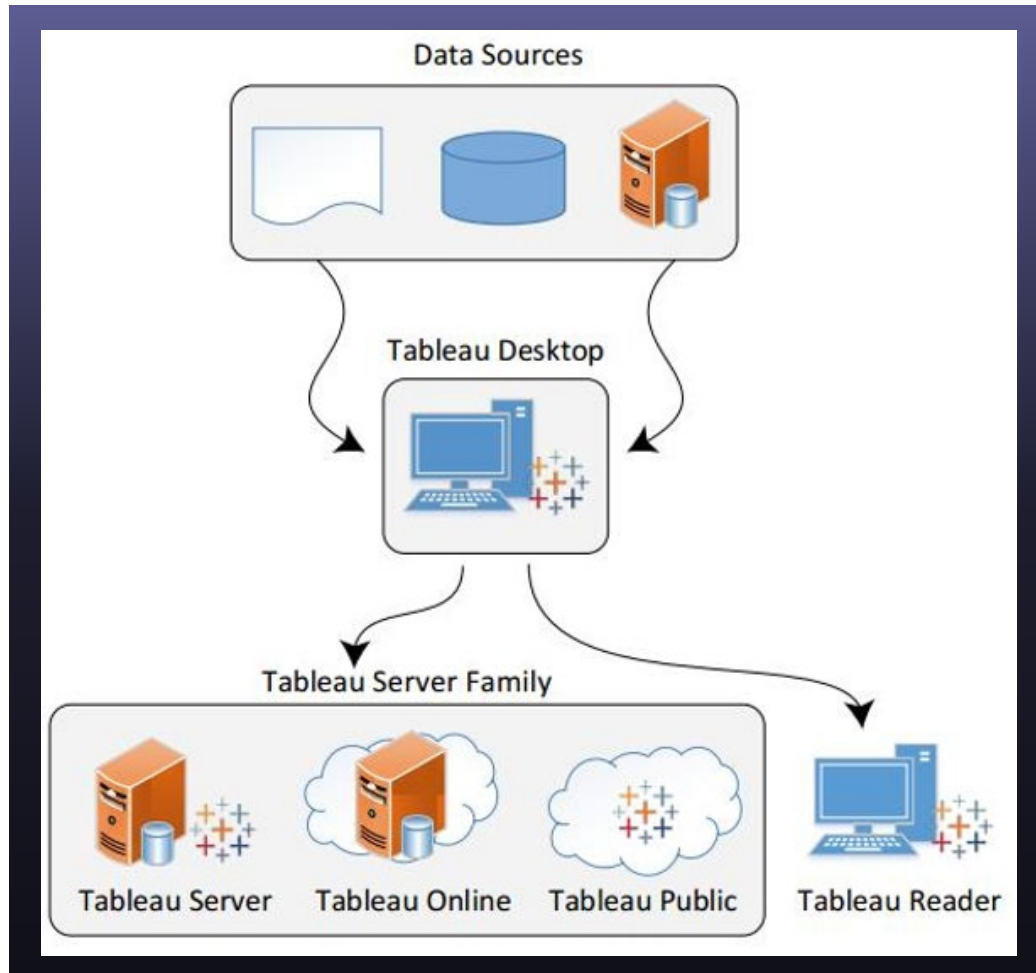 Data Sources
Tableau Desktop
Tableau Server Family
Tableau Server
Tableau Online
Tableau Public
Tableau Reader